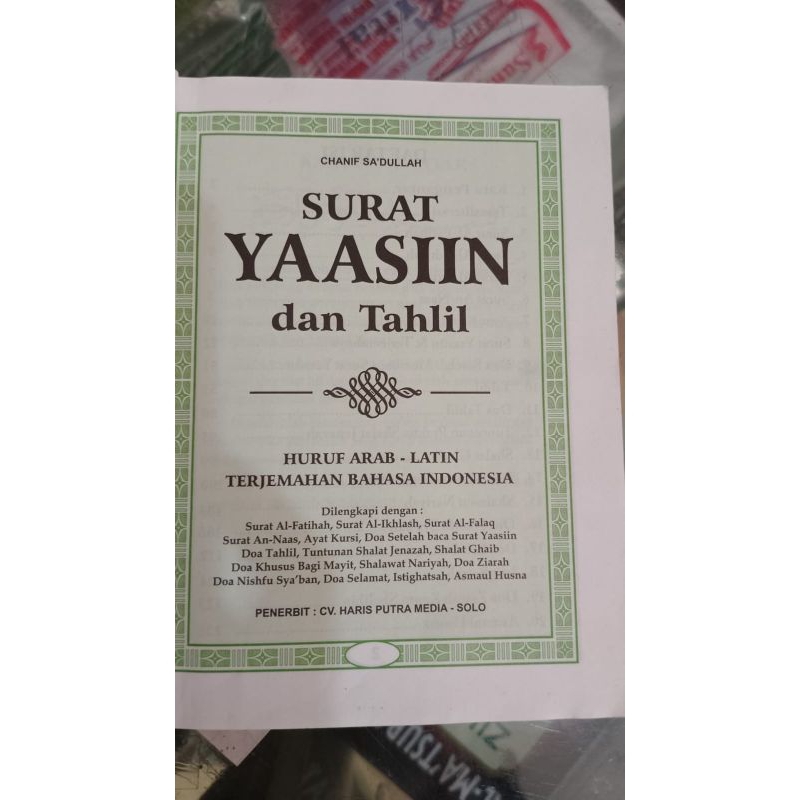 CHANIF SA'DULLAH
SURAT
YAASIIN
dan Tahlil
HURUF ARAB - LATIN
TERJEMAHAN BAHASA INDONESIA
Dilengkapi dengan :
Surat Al-Fatihah, Surat Al-Ikhlash, Surat Al-Falaq
Surat An-Naas, Ayat Kursi, Doa Setelah baca Surat Yaasiin
Doa Tahlil, Tuntunan Shalat Jenazah, Shalat Ghaib
Doa Khusus Bagi Mayit, Shalawat Nariyah, Doa Ziarah
Doa Nishfu Sya'ban, Doa Selamat, Istighatsah, Asmaul Husna
PENERBIT : CV. HARIS PUTRA MEDIA - SOLO